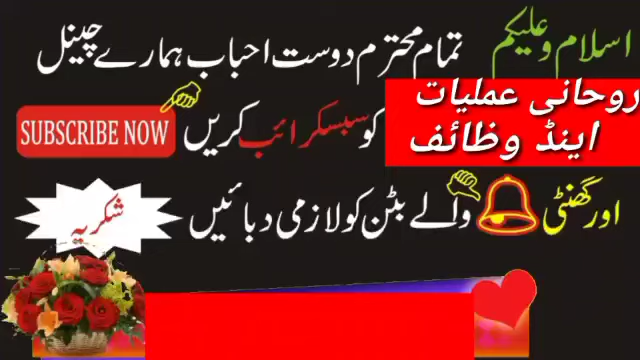 اسلام و علیکم تمام محترم دوست احباب ہمارے چینل
روحانی عملیات
اینڈ وظائف
کو سبسکرائب کریں SUBSCRIBE NOW
اور گھنٹی والے بٹن کو لازمی دبائیں شکریہ